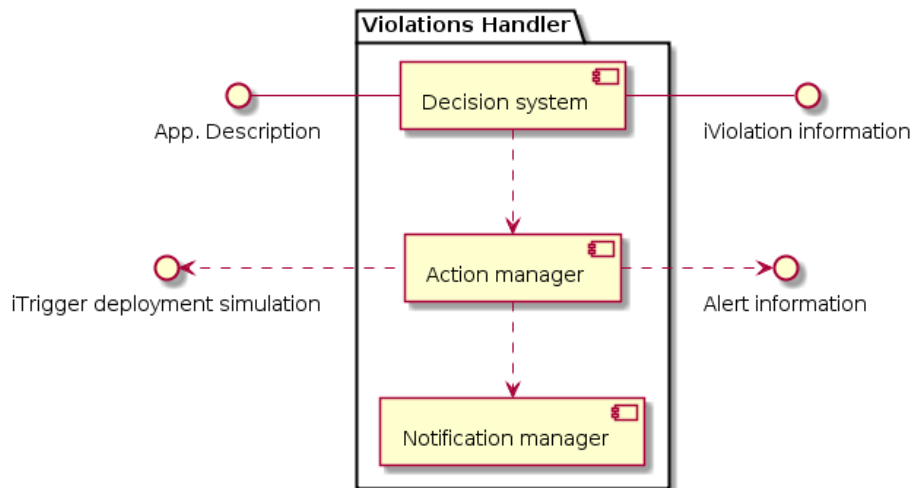 Violations Handler
Decision system
App. Description
iViolation information
Action manager
iTrigger deployment simulation
Alert information
Notification manager